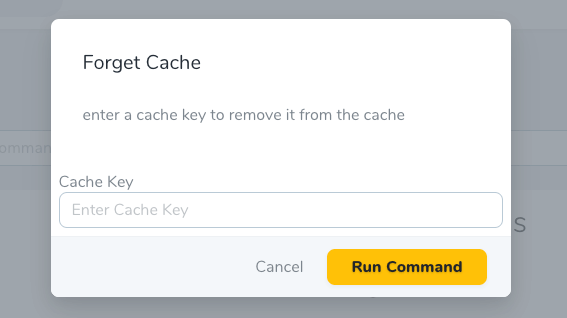 Forget Cache
enter a cache key to remove it from the cache
omman
Cache Key
Enter Cache Key
s
Cancel
Run Command